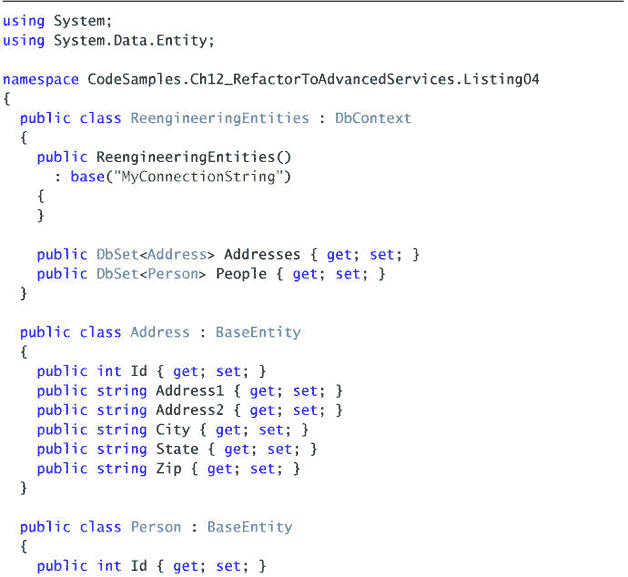 using System;
using System.Data.Entity;

namespace CodeSamples.Ch12_RefactorToAdvancedServices.Listing04
{
  public class ReengineeringEntities : DbContext
  {
    public ReengineeringEntities()
      : base("MyConnectionString")
    {
    }

    public DbSet<Address> Addresses { get; set; }
    public DbSet<Person> People { get; set; }
  }

  public class Address : BaseEntity
  {
    public int Id { get; set; }
    public string Address1 { get; set; }
    public string Address2 { get; set; }
    public string City { get; set; }
    public string State { get; set; }
    public string Zip { get; set; }
  }

  public class Person : BaseEntity
  {
    public int Id { get; set; }